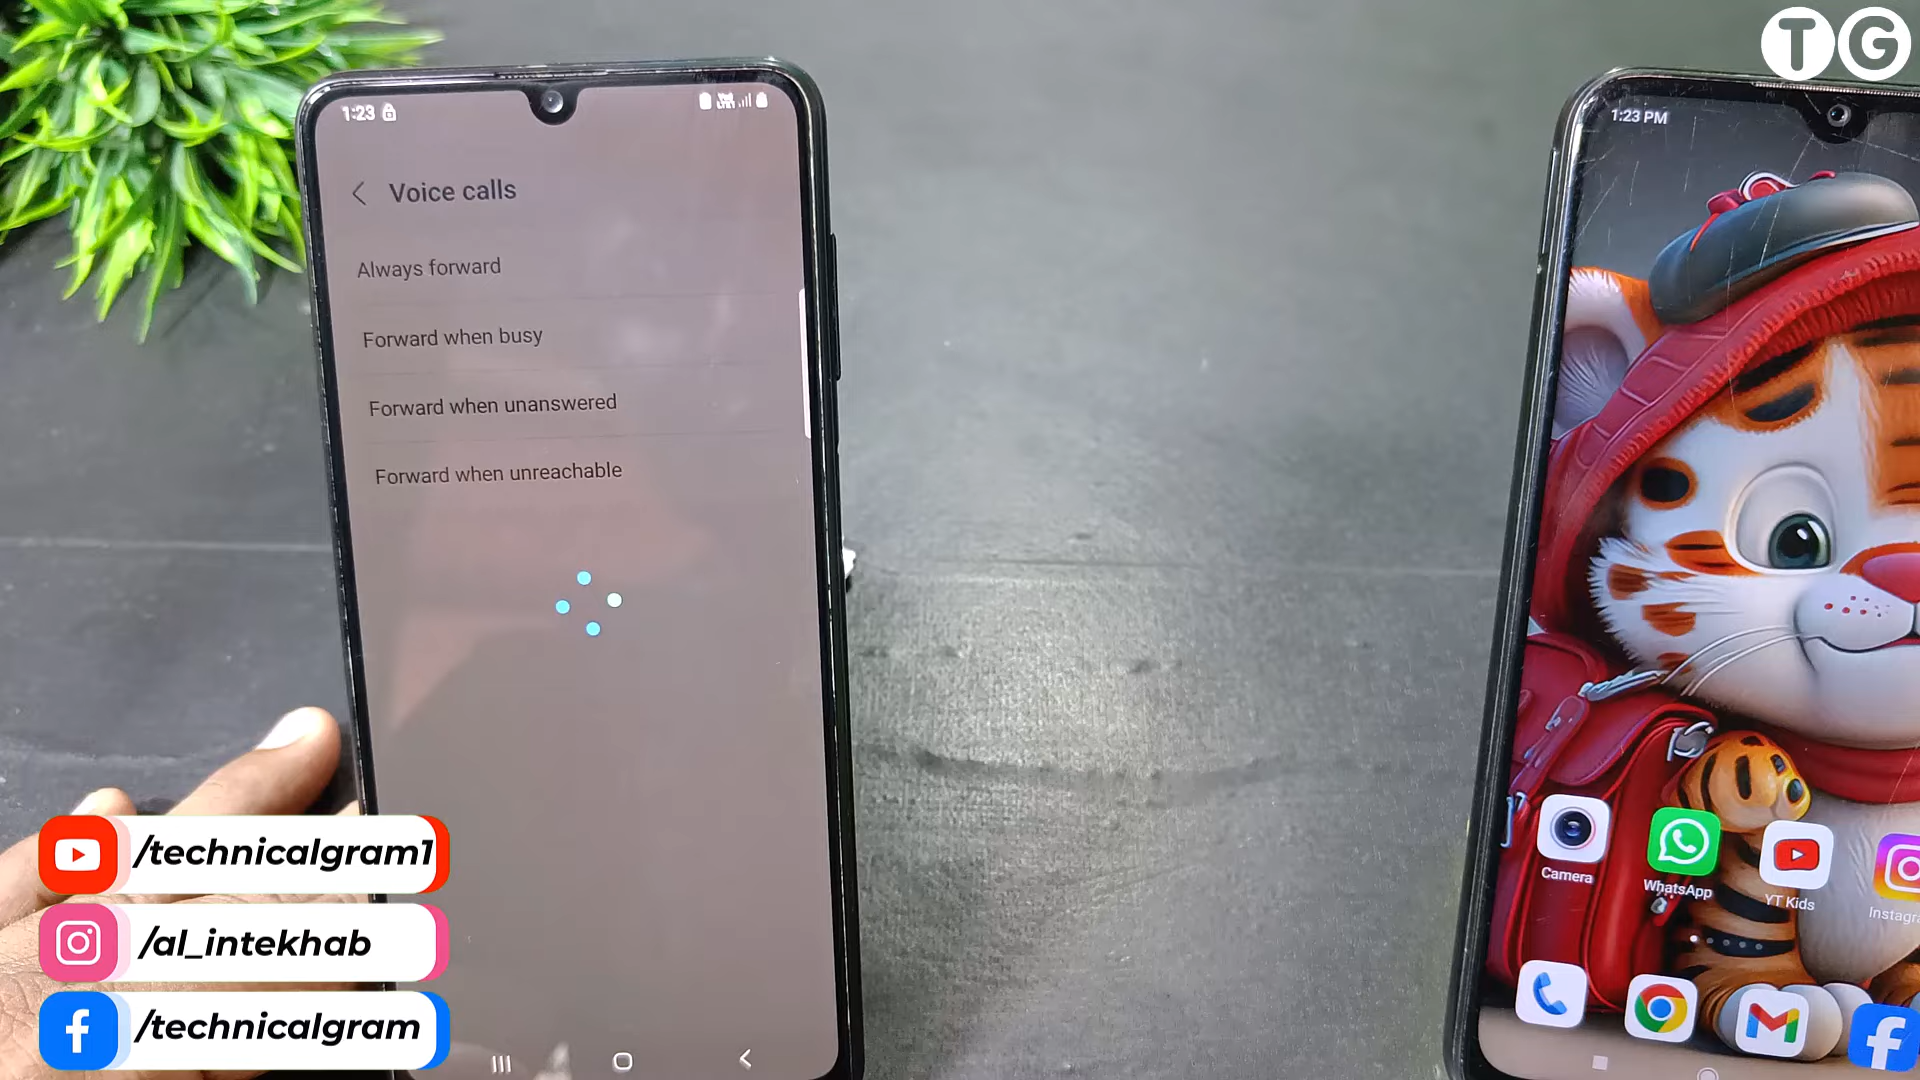 TG
1:23
Voice calls
Always forward
Forward when busy
Forward when unanswered
Forward when unreachable
1:23 PM
Camera
WhatsApp
YT Kids
Instagra
/technicalgram1
/al_intekhab
/technicalgram